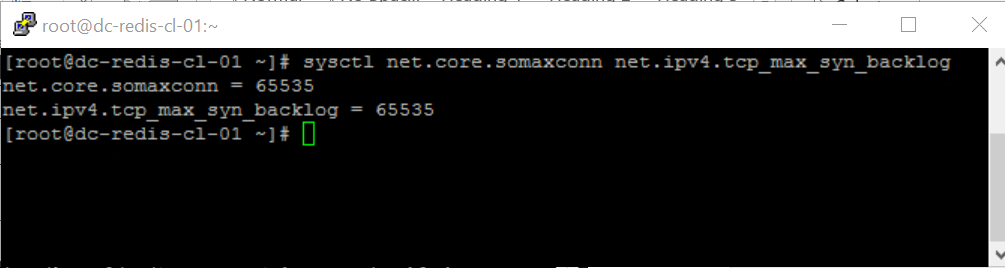 root@dc-redis-cl-01:~
[root@dc-redis-cl-01 ~]# sysctl net.core.somaxconn net.ipv4.tcp_max_syn_backlog
net.core.somaxconn = 65535
net.ipv4.tcp_max_syn_backlog = 65535
[root@dc-redis-cl-01 ~]#